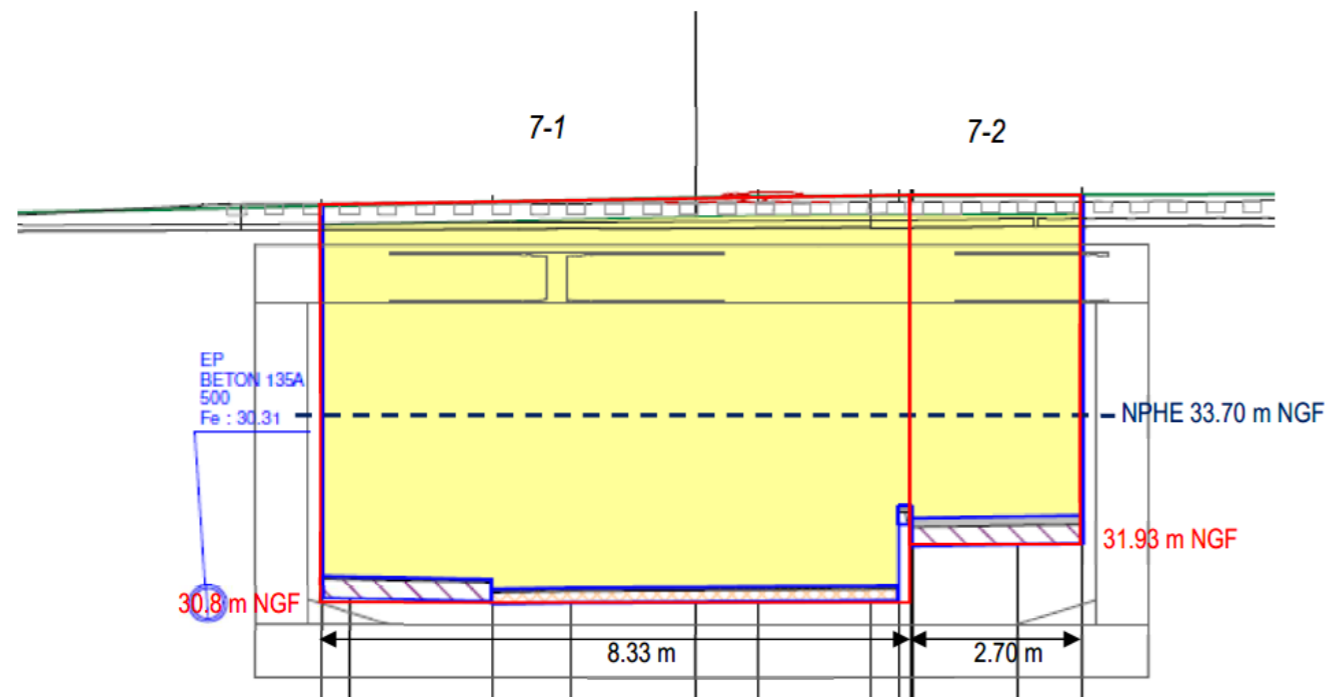 7-1
7-2
EP
BETON 135A
500
Fe : 30.31
NPHE 33.70 m NGF
31.93 m NGF
30.8 m NGF
8.33 m
2.70 m